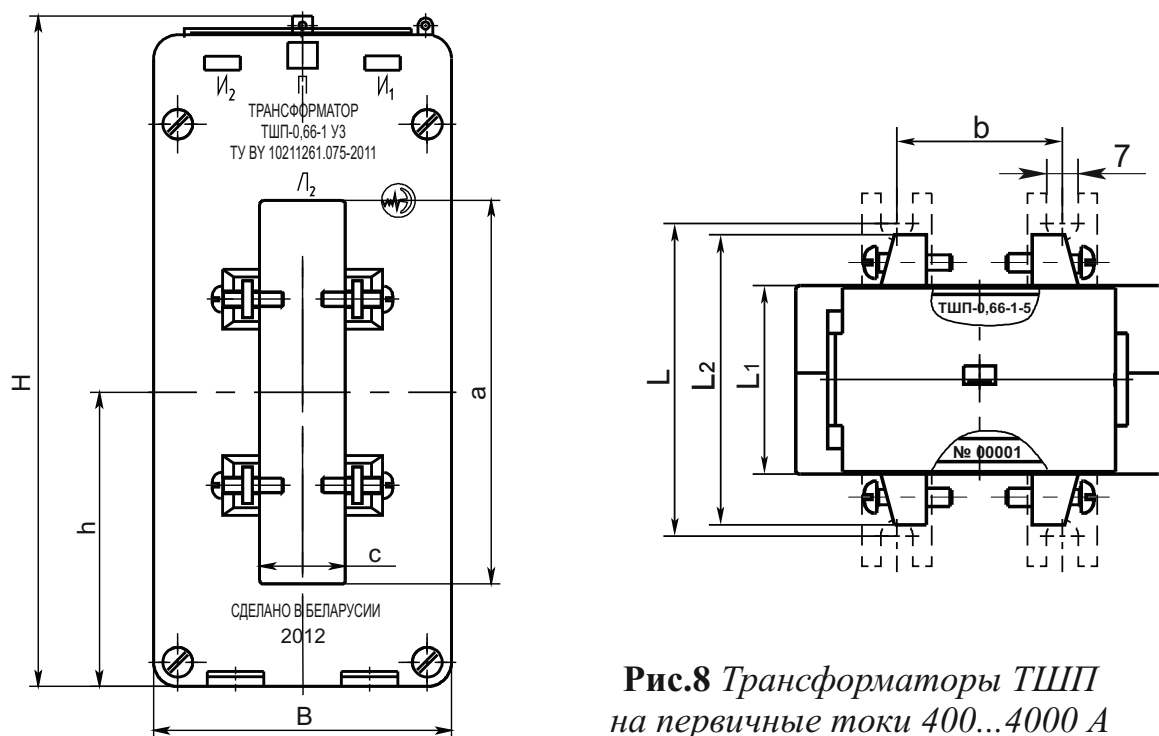 И₂ П И₁
ТРАНСФОРМАТОР
ТШП-0,66-1 У3
ТУ BY 10211261.075-2011
Л₂
H
h
a
c
СДЕЛАНО В БЕЛАРУСИИ
2012
B
b
7
L
L₂
L₁
ТШП-0,66-1-5
№ 00001
Рис.8 Трансформаторы ТШП
на первичные токи 400...4000 А